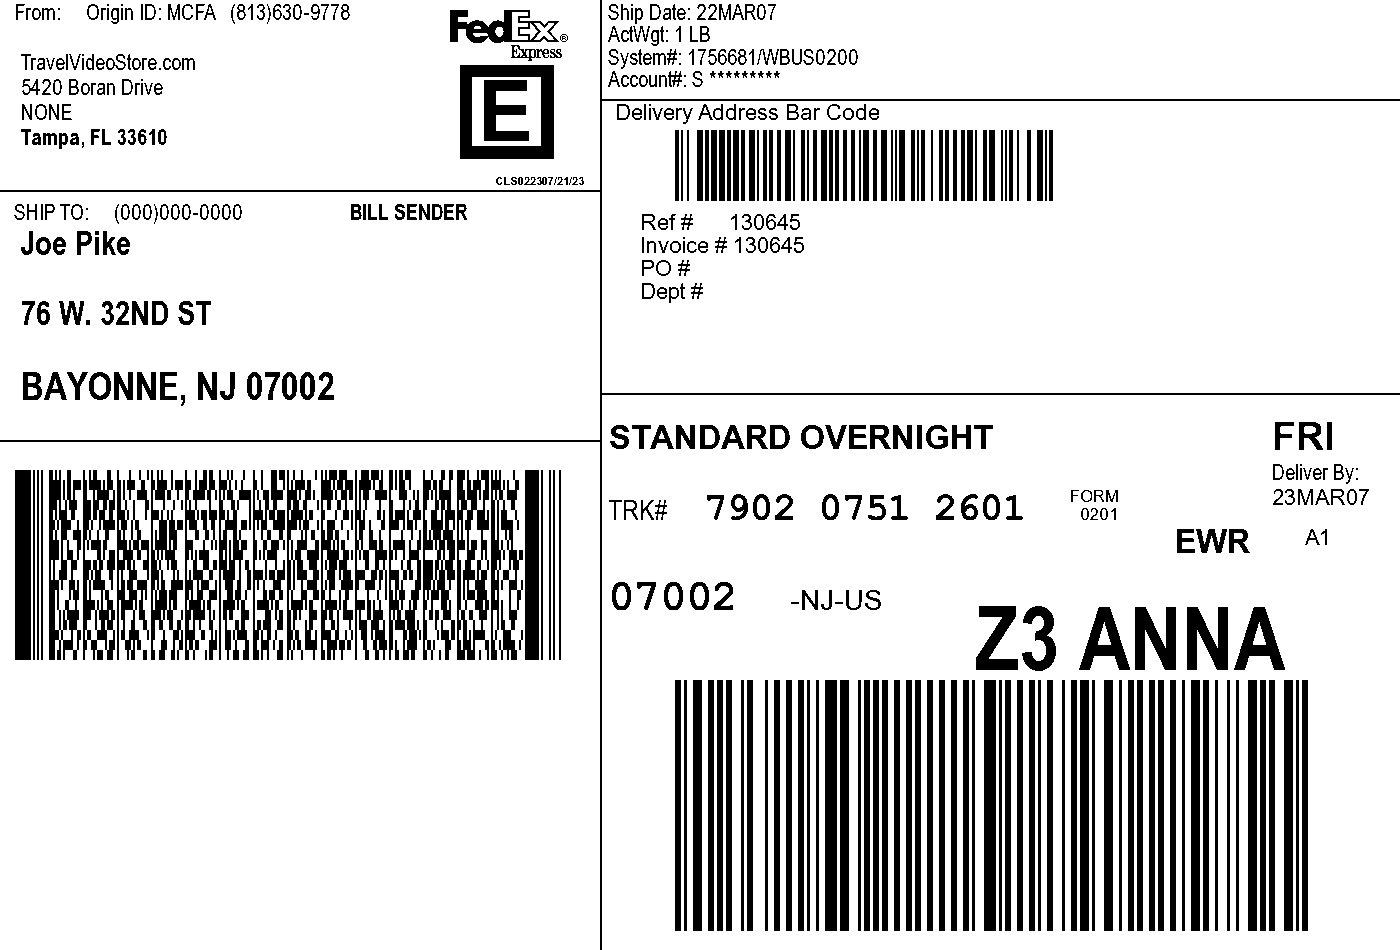 From: Origin ID: MCFA (813)630-9778
FedEx®
Express
TravelVideoStore.com
5420 Boran Drive
NONE
Tampa, FL 33610
E
CLS022307/21/23
SHIP TO: (000)000-0000 BILL SENDER
Joe Pike
76 W. 32ND ST
BAYONNE, NJ 07002
Ship Date: 22MAR07
ActWgt: 1 LB
System#: 1756681/WBUS0200
Account#: S *********
Delivery Address Bar Code
Ref # 130645
Invoice # 130645
PO #
Dept #
STANDARD OVERNIGHT
FRI
Deliver By:
23MAR07
TRK# 7902 0751 2601
FORM
0201
EWR A1
07002 -NJ-US
Z3 ANNA